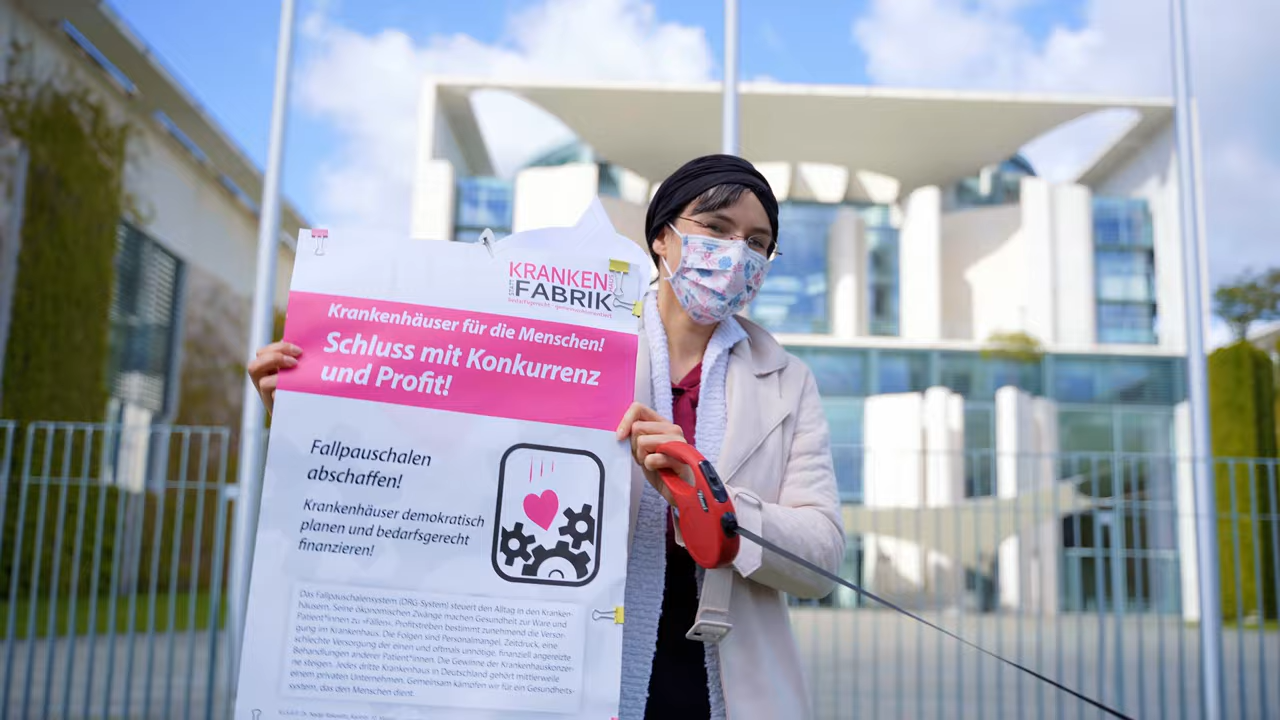 KRANKEN
STATT FABRIK HAUS
bedarfsgerecht · gemeinwohlorientiert
Krankenhäuser für die Menschen!
Schluss mit Konkurrenz
und Profit!
Fallpauschalen
abschaffen!
Krankenhäuser demokratisch
planen und bedarfsgerecht
finanzieren!
Das Fallpauschalensystem (DRG-System) steuert den Alltag in den Kranken-
häusern. Seine ökonomischen Zwänge machen Gesundheit zur Ware und
Patient*innen zu »Fällen«. Profitstreben bestimmt zunehmend die Versor-
gung im Krankenhaus. Die Folgen sind Personalmangel, Zeitdruck, eine
schlechte Versorgung der einen und oftmals unnötige, finanziell angereizte
Behandlungen anderer Patient*innen. Die Gewinne der Krankenhauskonzer-
ne steigen. Jedes dritte Krankenhaus in Deutschland gehört mittlerweile
einem privaten Unternehmen. Gemeinsam kämpfen wir für ein Gesundheits-
system, das den Menschen dient.